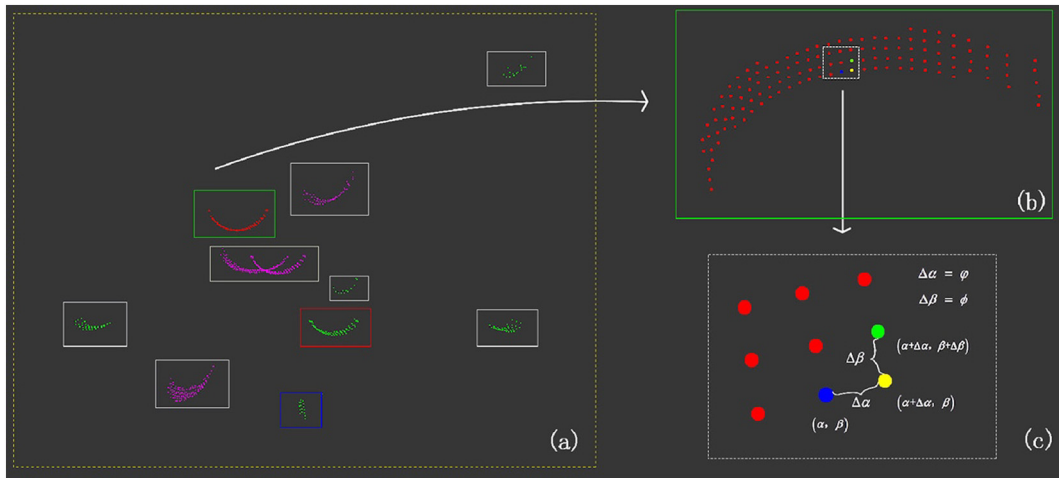 (a)
(b)
Δα = φ
Δβ = ϕ
(α+Δα, β+Δβ)
Δβ
Δα
(α+Δα, β)
(α, β)
(c)